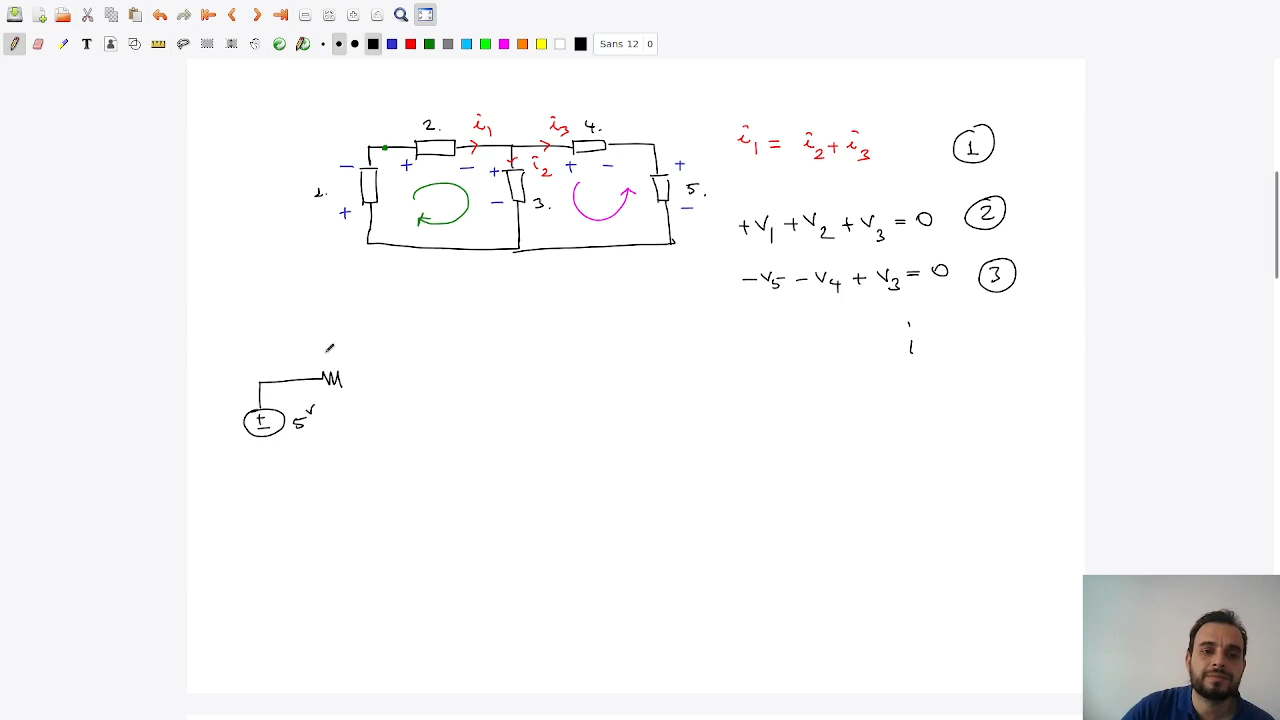 Sans 12 0
2. i₁ i₃ 4.
- + - + i₂ + - +
1. 3. 5.
+ - -
i₁ = i₂ + i₃ ①
+V₁ + V₂ + V₃ = 0 ②
-V₅ - V₄ + V₃ = 0 ③
i
± 5V